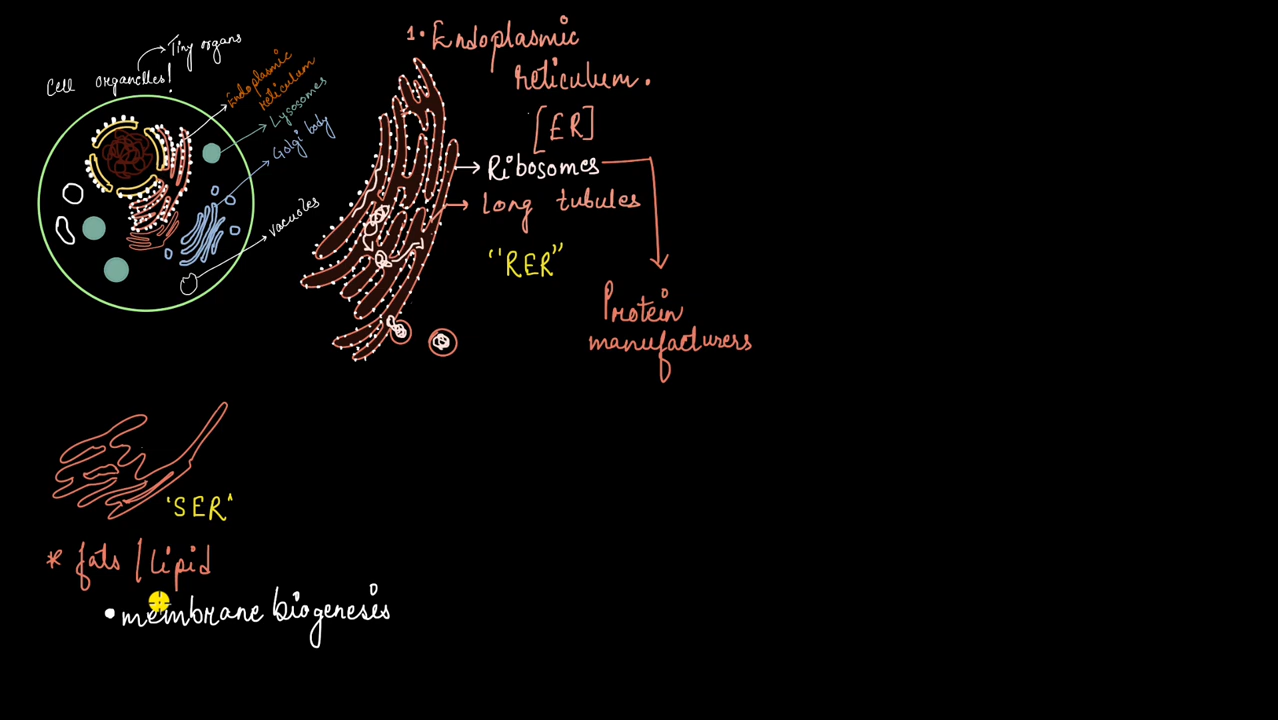 Tiny organs
Cell organelles!
Endoplasmic
reticulum
Lysosomes
Golgi body
Vacuoles
1. Endoplasmic
reticulum.
[ER]
Ribosomes
Long tubules
"RER"
Protein
manufacturers
'SER'
* fats / Lipid
• membrane biogenesis